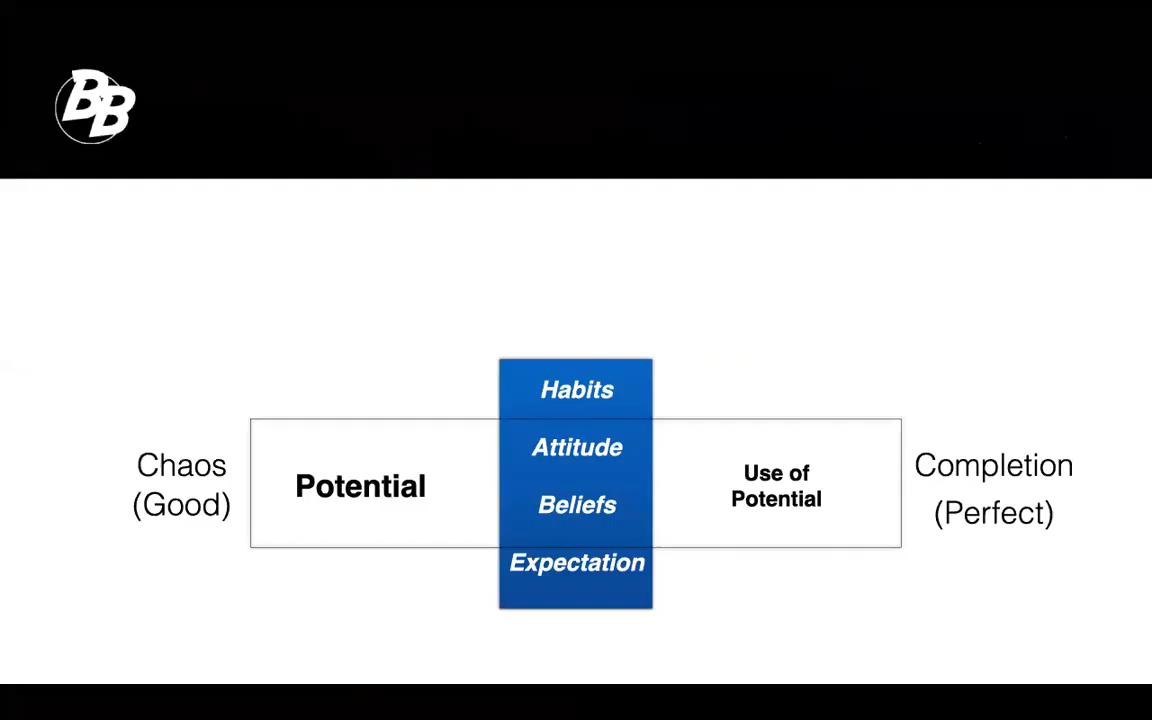 BB
Habits
Attitude
Beliefs
Expectation
Chaos
(Good)
Potential
Use of
Potential
Completion
(Perfect)